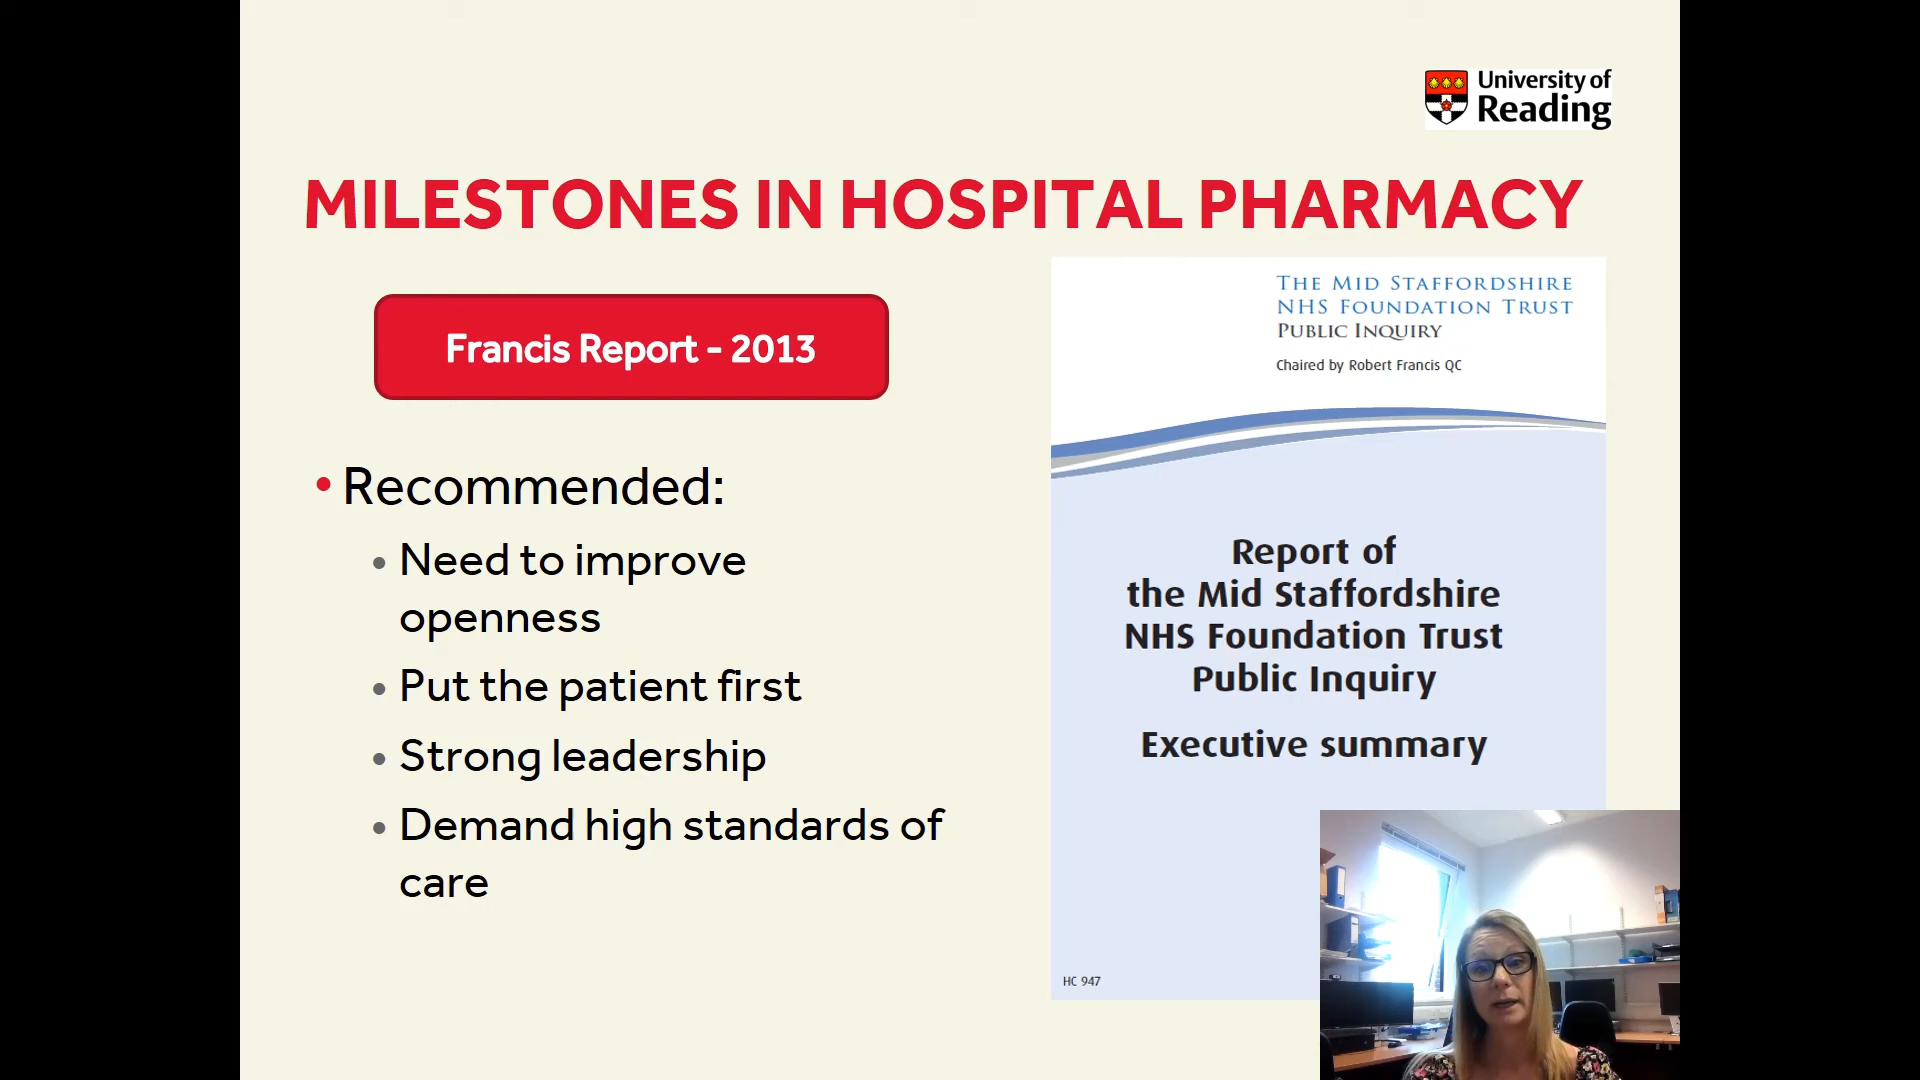 University of
Reading
MILESTONES IN HOSPITAL PHARMACY
Francis Report - 2013
• Recommended:
• Need to improve
openness
• Put the patient first
• Strong leadership
• Demand high standards of
care
THE MID STAFFORDSHIRE
NHS FOUNDATION TRUST
PUBLIC INQUIRY
Chaired by Robert Francis QC
Report of
the Mid Staffordshire
NHS Foundation Trust
Public Inquiry
Executive summary
HC 947